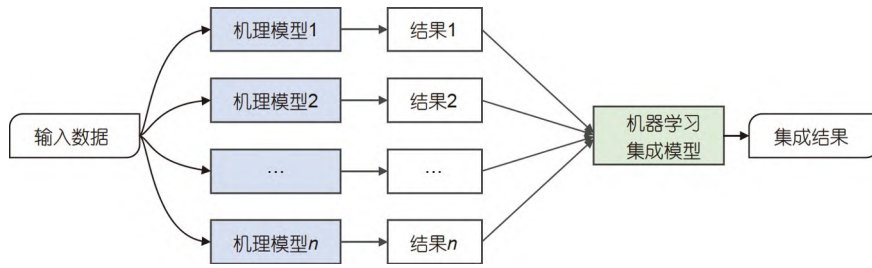 输入数据
机理模型1
结果1
机理模型2
结果2
…
…
机理模型n
结果n
机器学习
集成模型
集成结果